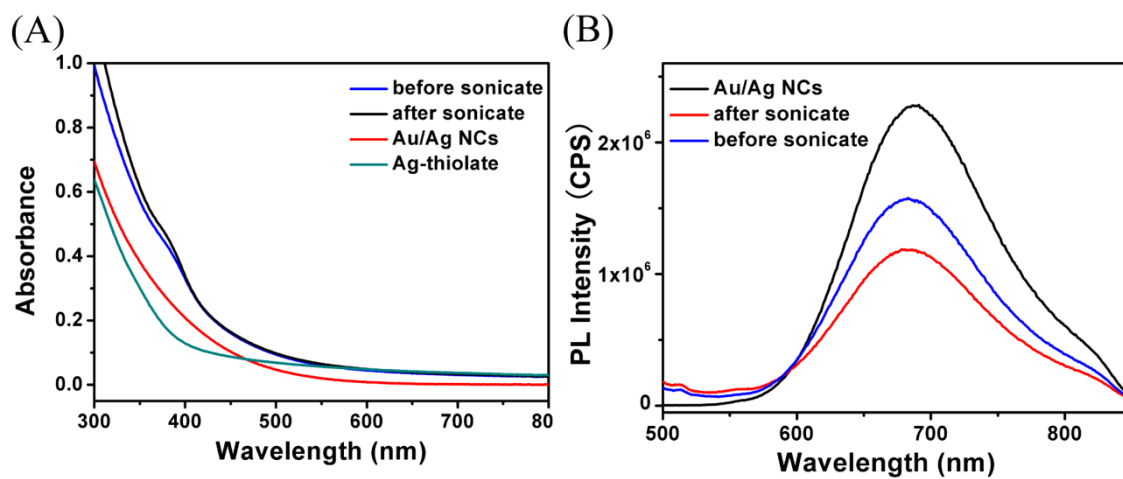 (A)
1.0
0.8
0.6
0.4
0.2
0.0
Absorbance
before sonicate
after sonicate
Au/Ag NCs
Ag-thiolate
300 400 500 600 700 80
Wavelength (nm)
(B)
2x10⁶
1x10⁶
0
PL Intensity (CPS)
Au/Ag NCs
after sonicate
before sonicate
500 600 700 800
Wavelength (nm)